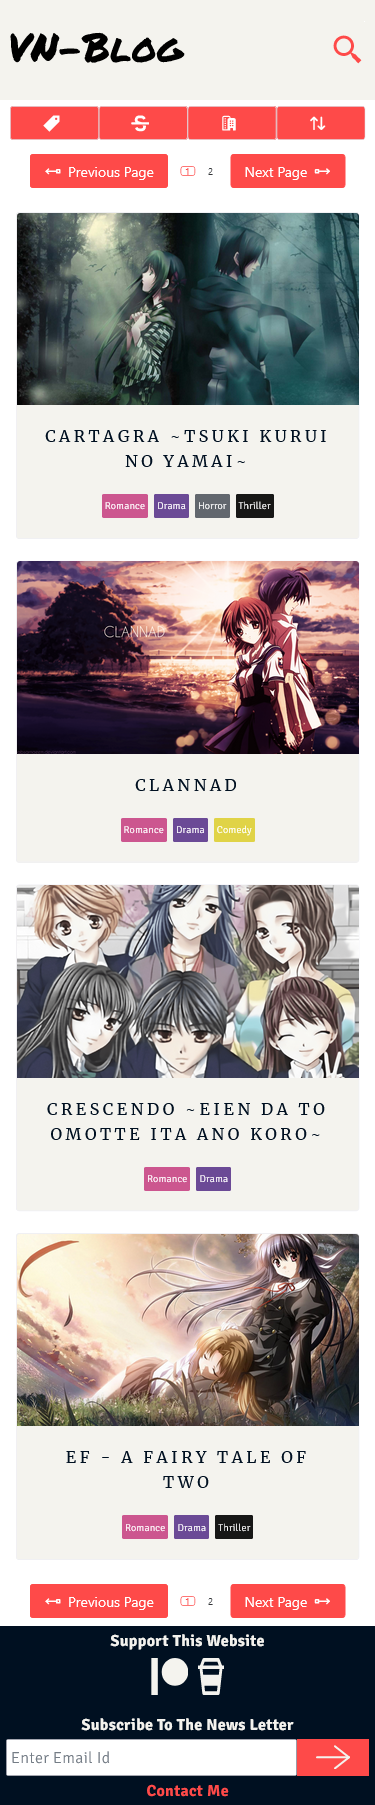 VN-Blog
Previous Page 1 2 Next Page
CARTAGRA ~TSUKI KURUI
NO YAMAI~
Romance Drama Horror Thriller
CLANNAD
CLANNAD
Romance Drama Comedy
CRESCENDO ~EIEN DA TO
OMOTTE ITA ANO KORO~
Romance Drama
EF - A FAIRY TALE OF
TWO
Romance Drama Thriller
Previous Page 1 2 Next Page
Support This Website
Subscribe To The News Letter
Enter Email Id
Contact Me